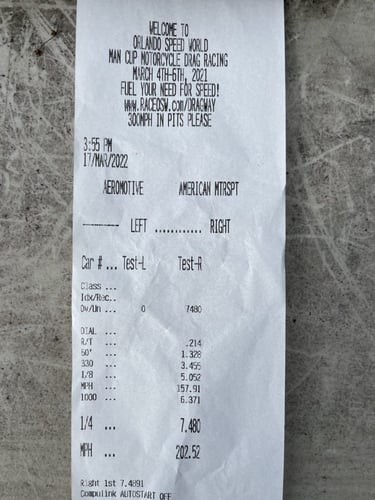 WELCOME TO
ORLANDO SPEED WORLD
MAN CUP MOTORCYCLE DRAG RACING
MARCH 4TH-6TH, 2021
FUEL YOUR NEED FOR SPEED!
www.RACEOSW.com/DRAGWAY
300MPH IN PITS PLEASE
3:55 PM
17/MAR/2022
AEROMOTIVE AMERICAN MTRSPT
-------- LEFT ............ RIGHT
Car # ... Test-L Test-R
Class ...
Idx/Rec..
Ov/Un ... 0 7480
DIAL ...
R/T ... .214
60' ... 1.328
330 ... 3.455
1/8 ... 5.052
MPH ... 157.91
1000 ... 6.371
1/4 ... 7.480
MPH ... 202.52
Right 1st 7.4891
Compulink AUTOSTART OFF